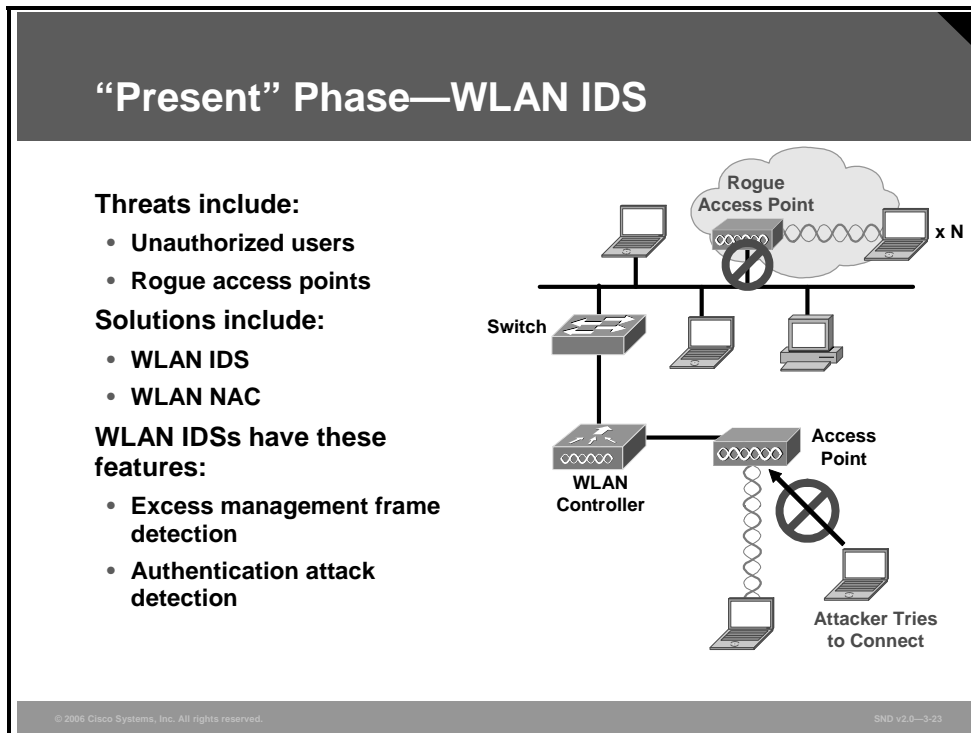 “Present” Phase—WLAN IDS
Threats include:
• Unauthorized users
• Rogue access points
Solutions include:
• WLAN IDS
• WLAN NAC
WLAN IDSs have these
features:
• Excess management frame
detection
• Authentication attack
detection
Rogue
Access Point
x N
Switch
WLAN
Controller
Access
Point
Attacker Tries
to Connect
© 2006 Cisco Systems, Inc. All rights reserved.
SND v2.0—3-23